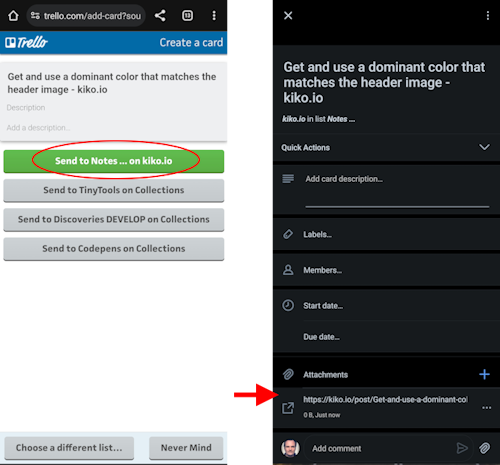 trello.com/add-card?sou
13
Trello
Create a card
Get and use a dominant color that matches the
header image - kiko.io
Description
Add a description...
Send to Notes ... on kiko.io
Send to TinyTools on Collections
Send to Discoveries DEVELOP on Collections
Send to Codepens on Collections
Choose a different list...
Never Mind
Get and use a dominant color that
matches the header image -
kiko.io
kiko.io in list Notes ...
Quick Actions
Add card description...
Labels...
Members...
Start date...
Due date...
Attachments
https://kiko.io/post/Get-and-use-a-dominant-col
0 B, Just now
Add comment